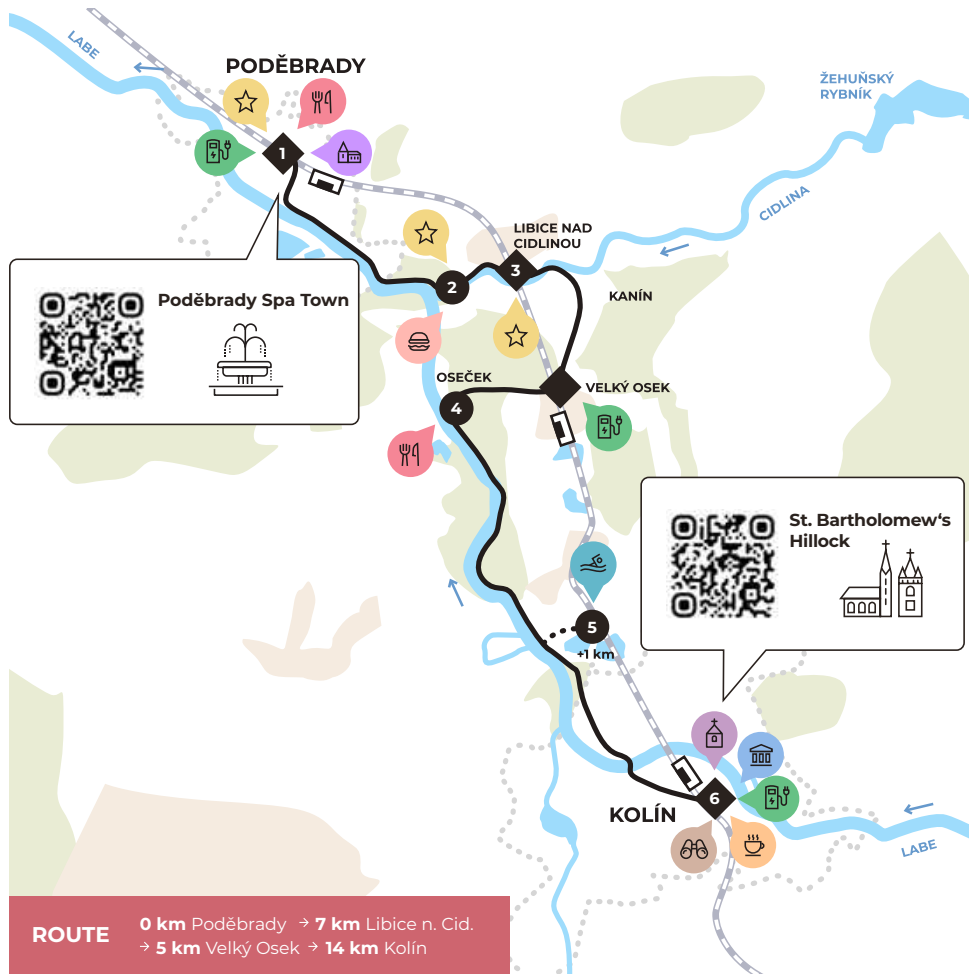 LABE
PODĚBRADY
ŽEHUŇSKÝ
RYBNÍK
1
CIDLINA
LIBICE NAD
CIDLINOU
3
2
KANÍN
Poděbrady Spa Town
OSEČEK
VELKÝ OSEK
4
St. Bartholomew‘s
Hillock
5
+1 km
6
KOLÍN
LABE
ROUTE
0 km Poděbrady → 7 km Libice n. Cid.
→ 5 km Velký Osek → 14 km Kolín